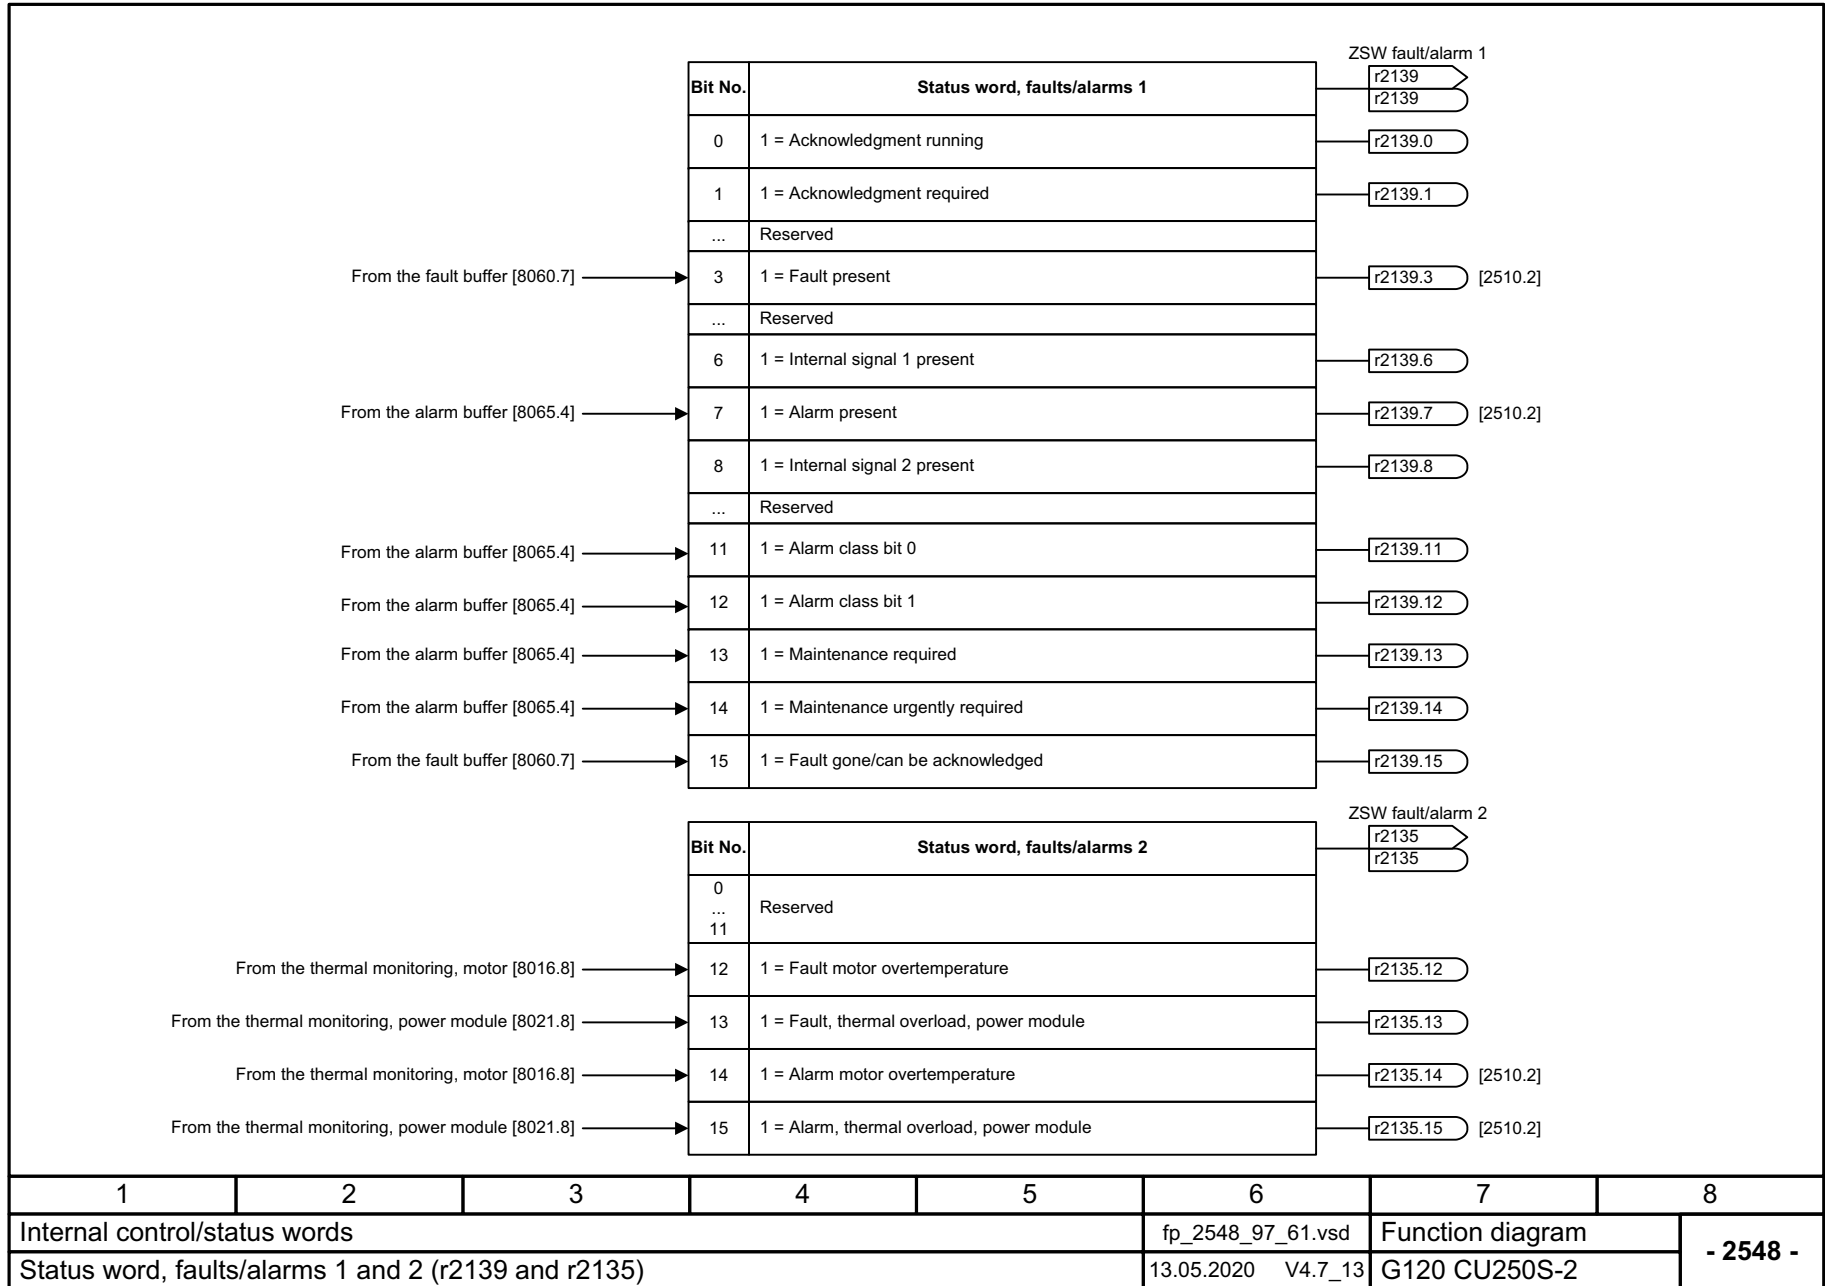 ZSW fault/alarm 1
Bit No. Status word, faults/alarms 1 r2139
r2139
0 1 = Acknowledgment running r2139.0
1 1 = Acknowledgment required r2139.1
... Reserved
From the fault buffer [8060.7] 3 1 = Fault present r2139.3 [2510.2]
... Reserved
6 1 = Internal signal 1 present r2139.6
From the alarm buffer [8065.4] 7 1 = Alarm present r2139.7 [2510.2]
8 1 = Internal signal 2 present r2139.8
... Reserved
From the alarm buffer [8065.4] 11 1 = Alarm class bit 0 r2139.11
From the alarm buffer [8065.4] 12 1 = Alarm class bit 1 r2139.12
From the alarm buffer [8065.4] 13 1 = Maintenance required r2139.13
From the alarm buffer [8065.4] 14 1 = Maintenance urgently required r2139.14
From the fault buffer [8060.7] 15 1 = Fault gone/can be acknowledged r2139.15
ZSW fault/alarm 2
Bit No. Status word, faults/alarms 2 r2135
r2135
0
... Reserved
11
From the thermal monitoring, motor [8016.8] 12 1 = Fault motor overtemperature r2135.12
From the thermal monitoring, power module [8021.8] 13 1 = Fault, thermal overload, power module r2135.13
From the thermal monitoring, motor [8016.8] 14 1 = Alarm motor overtemperature r2135.14 [2510.2]
From the thermal monitoring, power module [8021.8] 15 1 = Alarm, thermal overload, power module r2135.15 [2510.2]
1 2 3 4 5 6 7 8
Internal control/status words fp_2548_97_61.vsd Function diagram - 2548 -
Status word, faults/alarms 1 and 2 (r2139 and r2135) 13.05.2020 V4.7_13 G120 CU250S-2